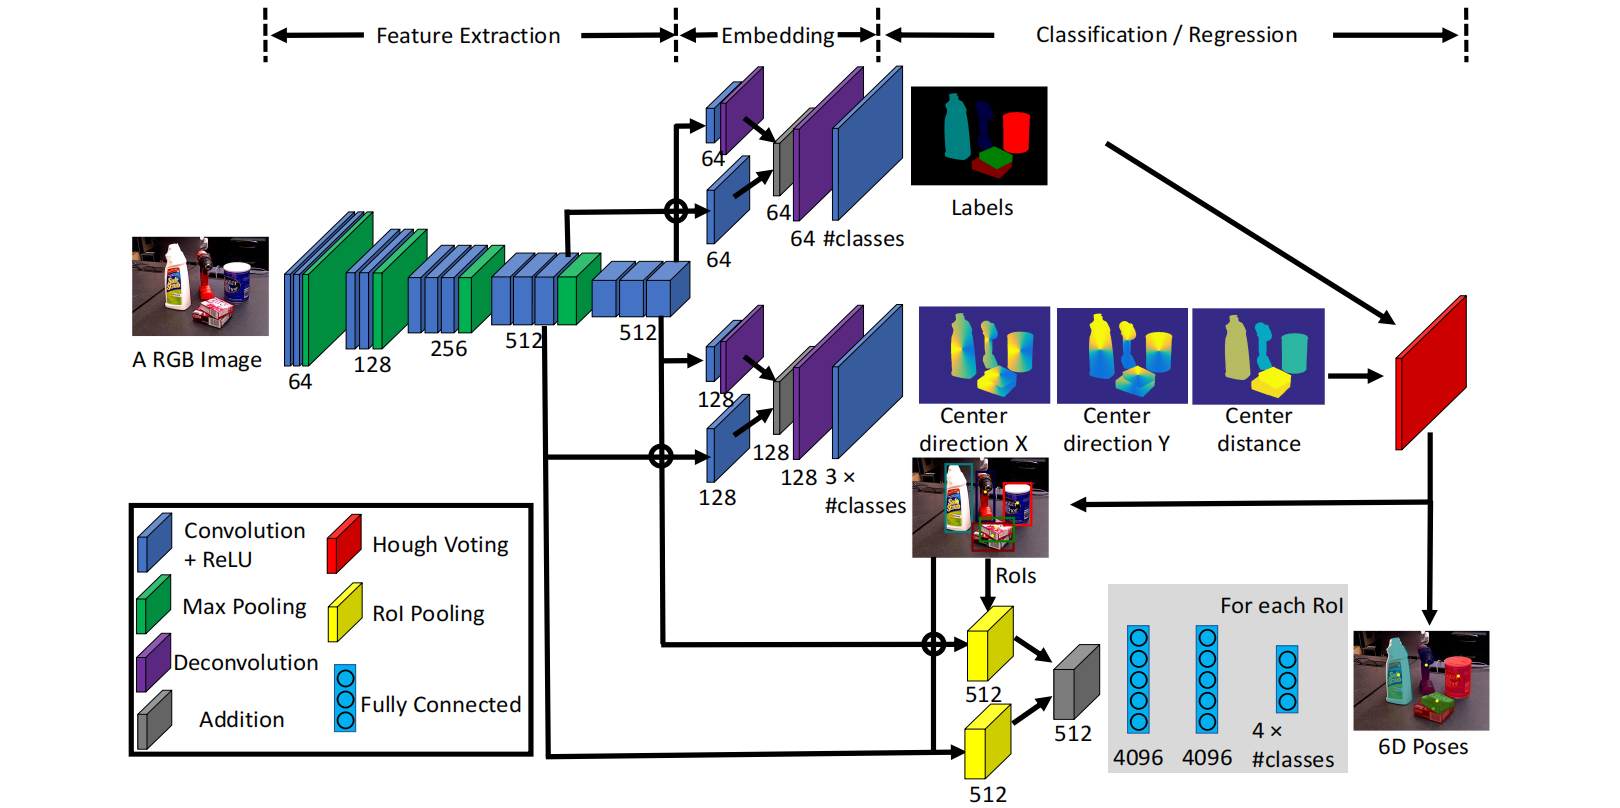 Feature Extraction
Embedding
Classification / Regression
64
64
64
64 #classes
Labels
64
A RGB Image
64
128
256
512
512
128
128
128 3 ×
#classes
128
Center
direction X
Center
direction Y
Center
distance
RoIs
512
512
512
For each RoI
4096
4096
4 ×
#classes
6D Poses
Convolution
+ ReLU
Hough Voting
Max Pooling
RoI Pooling
Deconvolution
Addition
Fully Connected